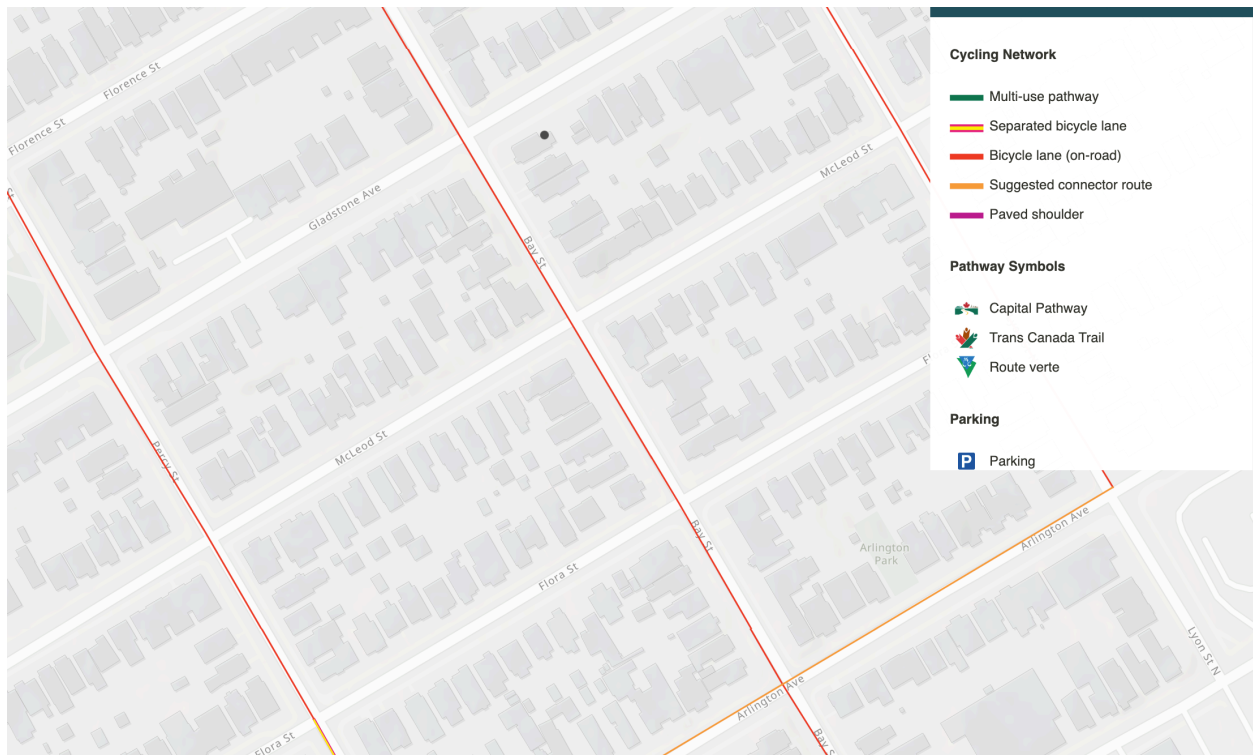 Florence St
Florence St
Gladstone Ave
McLeod St
Bay St
Percy St
McLeod St
Bay St
Flora St
Arlington
Park
Arlington Ave
Arlington Ave
Lyon St N
Flora St
Bay S
Cycling Network
Multi-use pathway
Separated bicycle lane
Bicycle lane (on-road)
Suggested connector route
Paved shoulder
Pathway Symbols
Capital Pathway
Trans Canada Trail
Route verte
Parking
P Parking